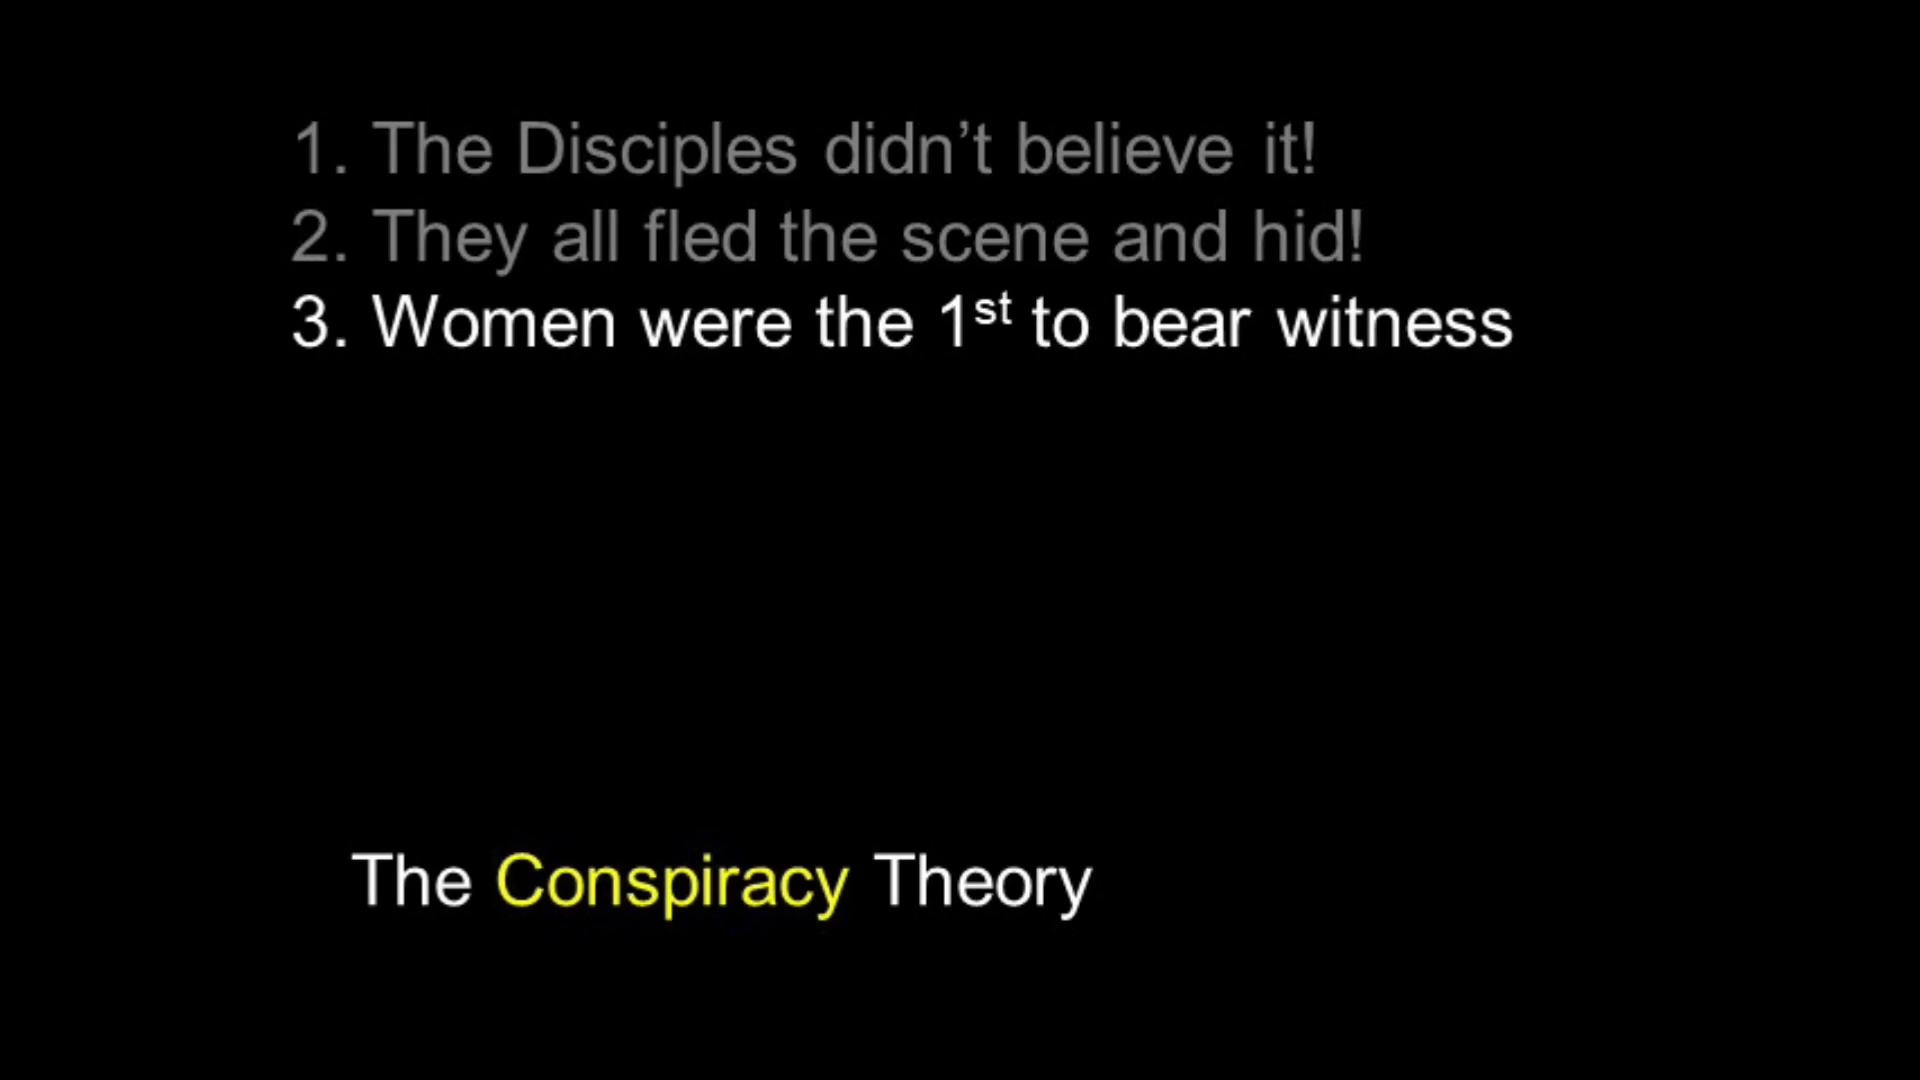 1. The Disciples didn’t believe it!
2. They all fled the scene and hid!
3. Women were the 1st to bear witness
The Conspiracy Theory